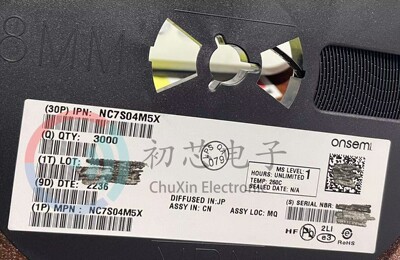 8MM
(30P) IPN: NC7S04M5X
(Q) QTY: 3000
(1T) LOT:
(9D) DTE: 2236
(1P) MPN: NC7S04M5X
onsemi
MS LEVEL: 1
HOURS: UNLIMITED
TEMP: 260C
SEALED DATE: N/A
DIFFUSED IN:JP
ASSY IN: CN
ASSY LOC: MQ
(S) SERIAL NBR:
HF
2LI
e3
RoHS
初芯电子
ChuXin Electronic